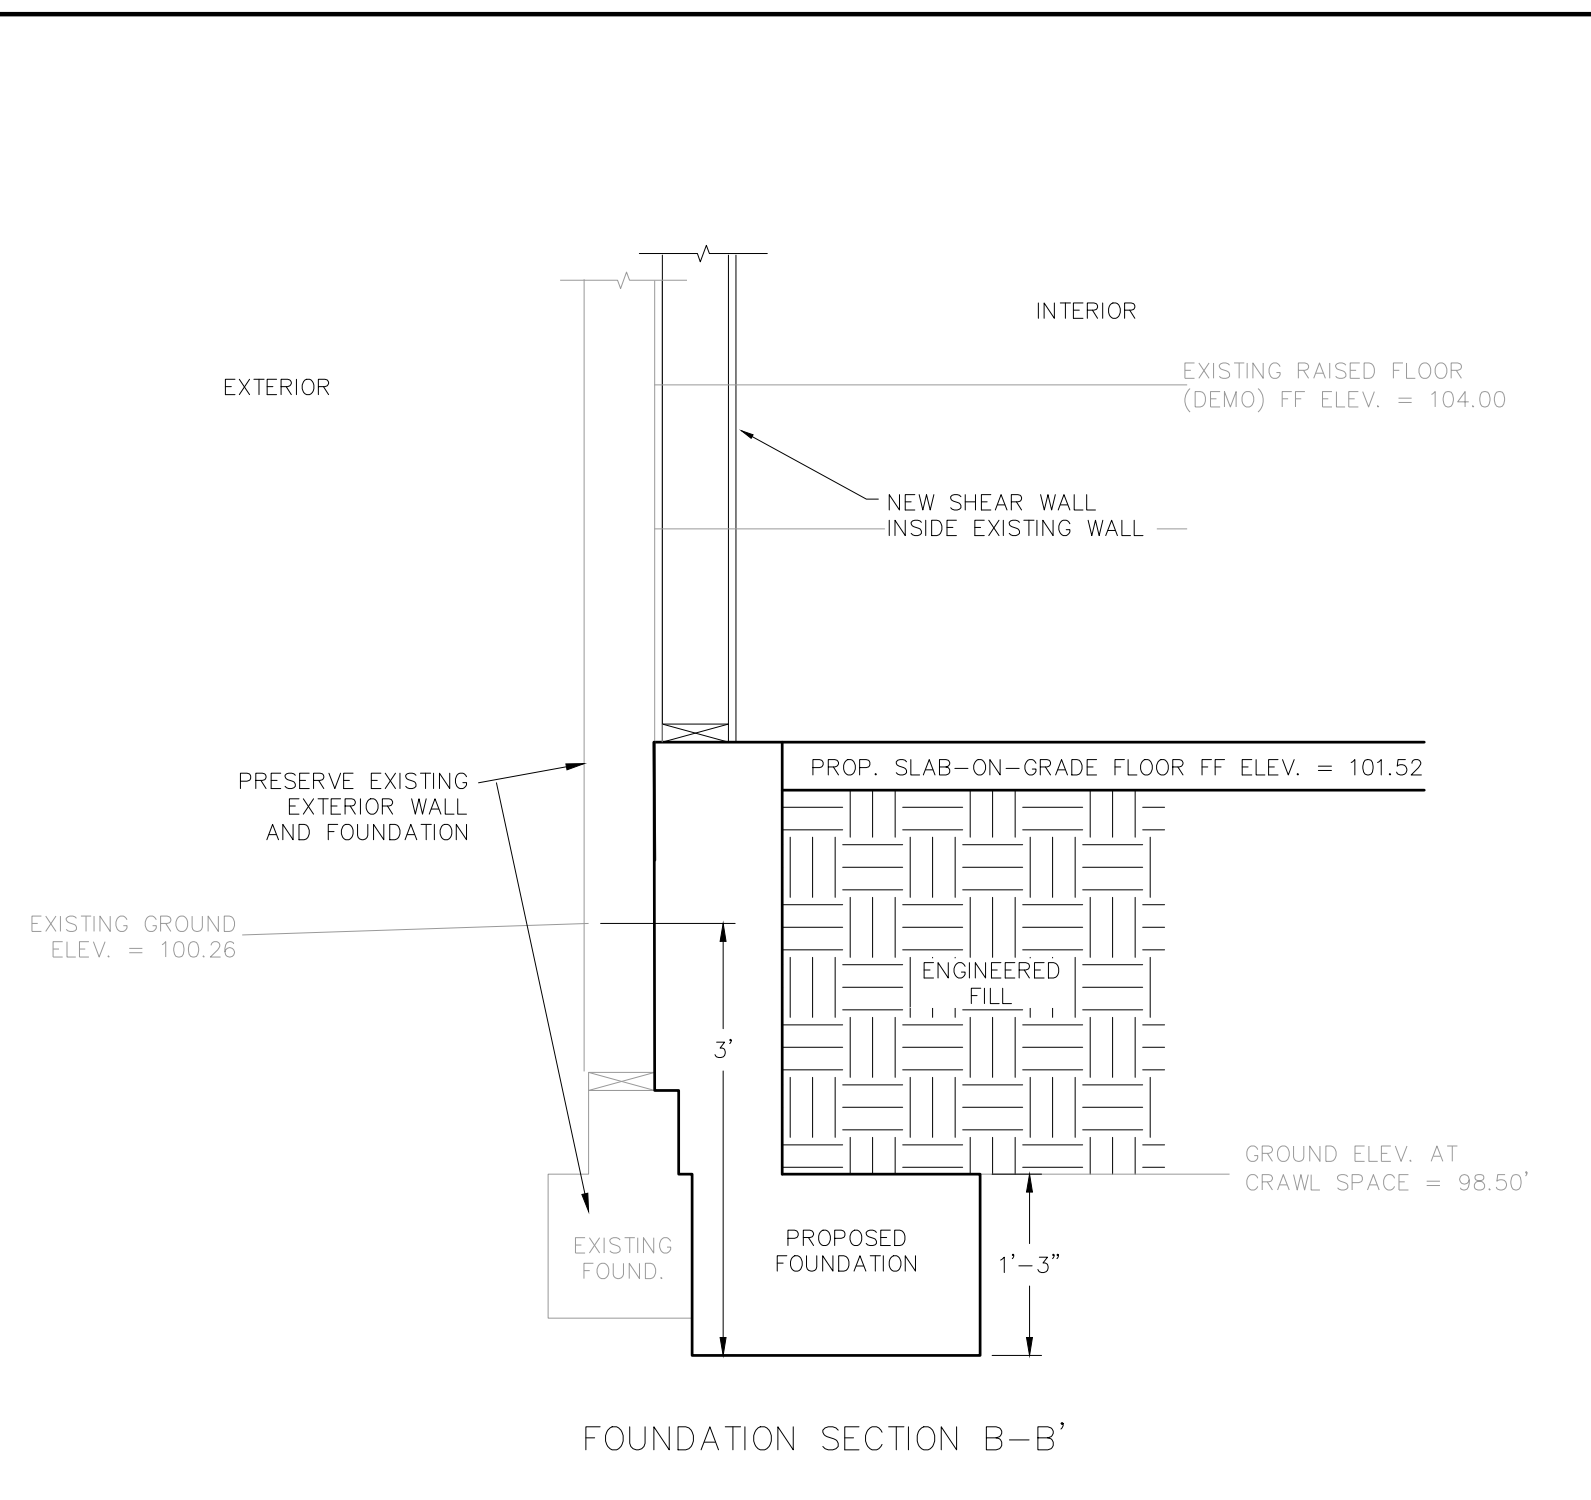 INTERIOR
EXISTING RAISED FLOOR
(DEMO) FF ELEV. = 104.00
EXTERIOR
NEW SHEAR WALL
INSIDE EXISTING WALL
PROP. SLAB-ON-GRADE FLOOR FF ELEV. = 101.52
PRESERVE EXISTING
EXTERIOR WALL
AND FOUNDATION
EXISTING GROUND
ELEV. = 100.26
ENGINEERED
FILL
3'
GROUND ELEV. AT
CRAWL SPACE = 98.50'
EXISTING
FOUND.
PROPOSED
FOUNDATION
1'-3"
FOUNDATION SECTION B-B'